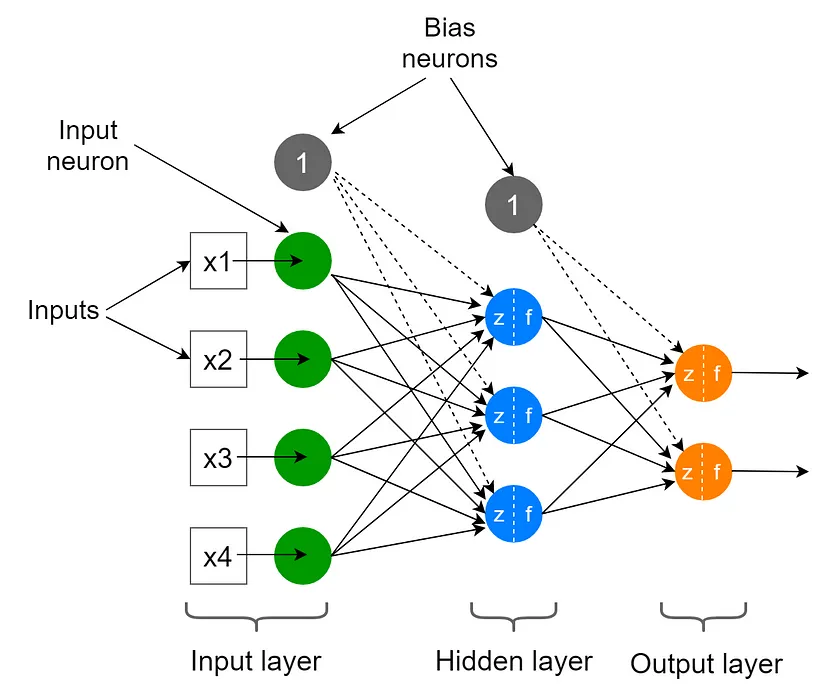 Bias
neurons
Input
neuron
1
1
x1
Inputs
z f
x2
z f
z f
x3
z f
z f
x4
Input layer
Hidden layer
Output layer